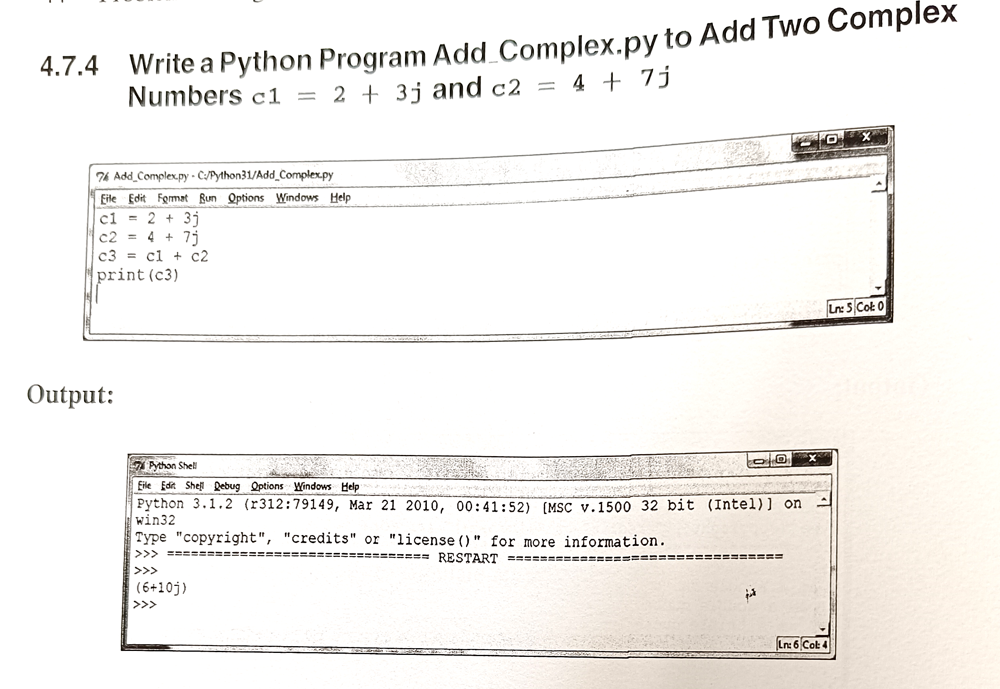 4.7.4 Write a Python Program Add_Complex.py to Add Two Complex
Numbers c1 = 2 + 3j and c2 = 4 + 7j
Add_Complex.py - C:/Python31/Add_Complex.py
File Edit Format Run Options Windows Help
c1 = 2 + 3j
c2 = 4 + 7j
c3 = c1 + c2
print(c3)
Ln: 5 Col: 0
Output:
Python Shell
File Edit Shell Debug Options Windows Help
Python 3.1.2 (r312:79149, Mar 21 2010, 00:41:52) [MSC v.1500 32 bit (Intel)] on
win32
Type "copyright", "credits" or "license()" for more information.
>>> ================================ RESTART ================================
>>>
(6+10j)
>>>
Ln: 6 Col: 4